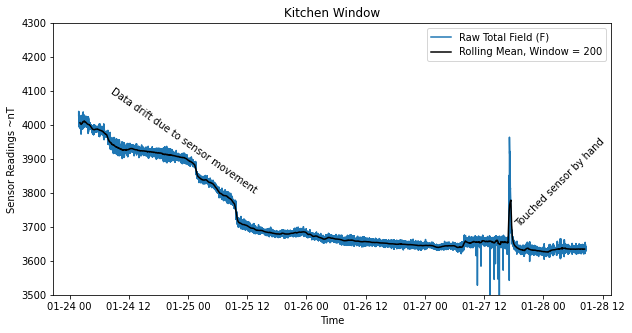 Kitchen Window
4300
4200
4100
4000
3900
3800
3700
3600
3500
Sensor Readings ~nT
Raw Total Field (F)
Rolling Mean, Window = 200
Data drift due to sensor movement
Touched sensor by hand
01-24 00 01-24 12 01-25 00 01-25 12 01-26 00 01-26 12 01-27 00 01-27 12 01-28 00 01-28 12
Time